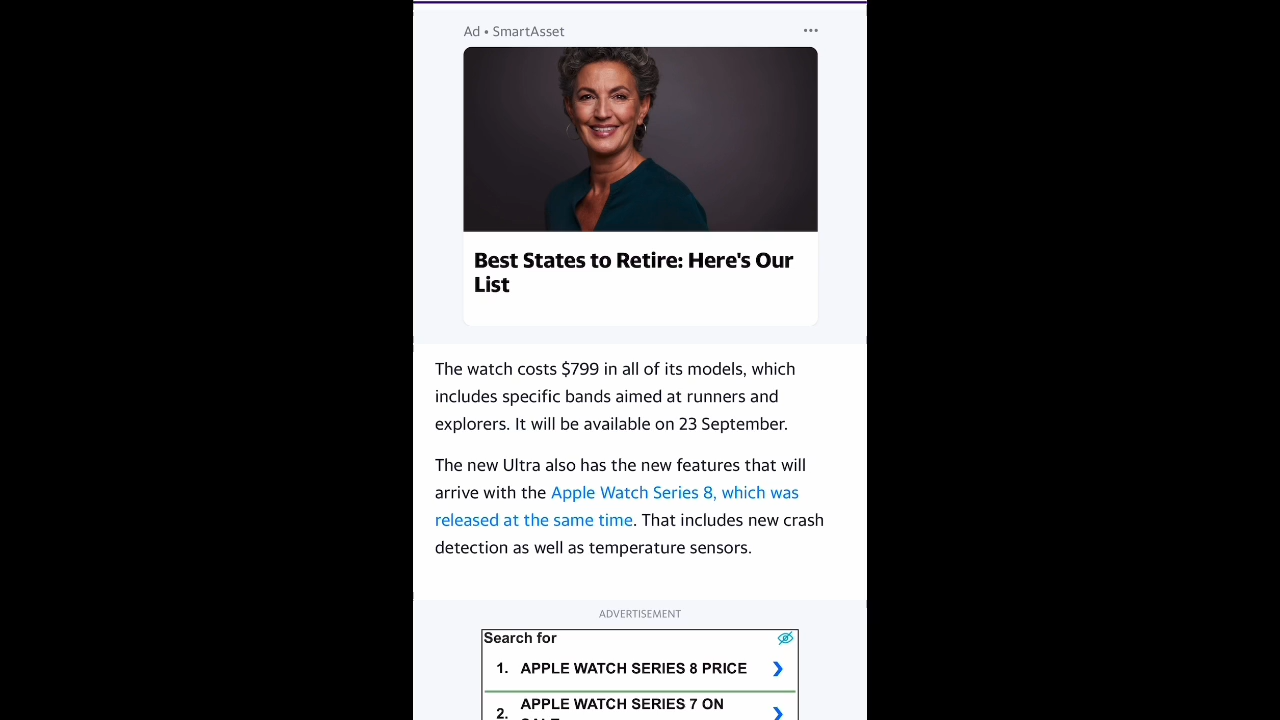 Ad • SmartAsset
Best States to Retire: Here's Our
List
The watch costs $799 in all of its models, which
includes specific bands aimed at runners and
explorers. It will be available on 23 September.
The new Ultra also has the new features that will
arrive with the Apple Watch Series 8, which was
released at the same time. That includes new crash
detection as well as temperature sensors.
ADVERTISEMENT
Search for
1. APPLE WATCH SERIES 8 PRICE
2. APPLE WATCH SERIES 7 ON